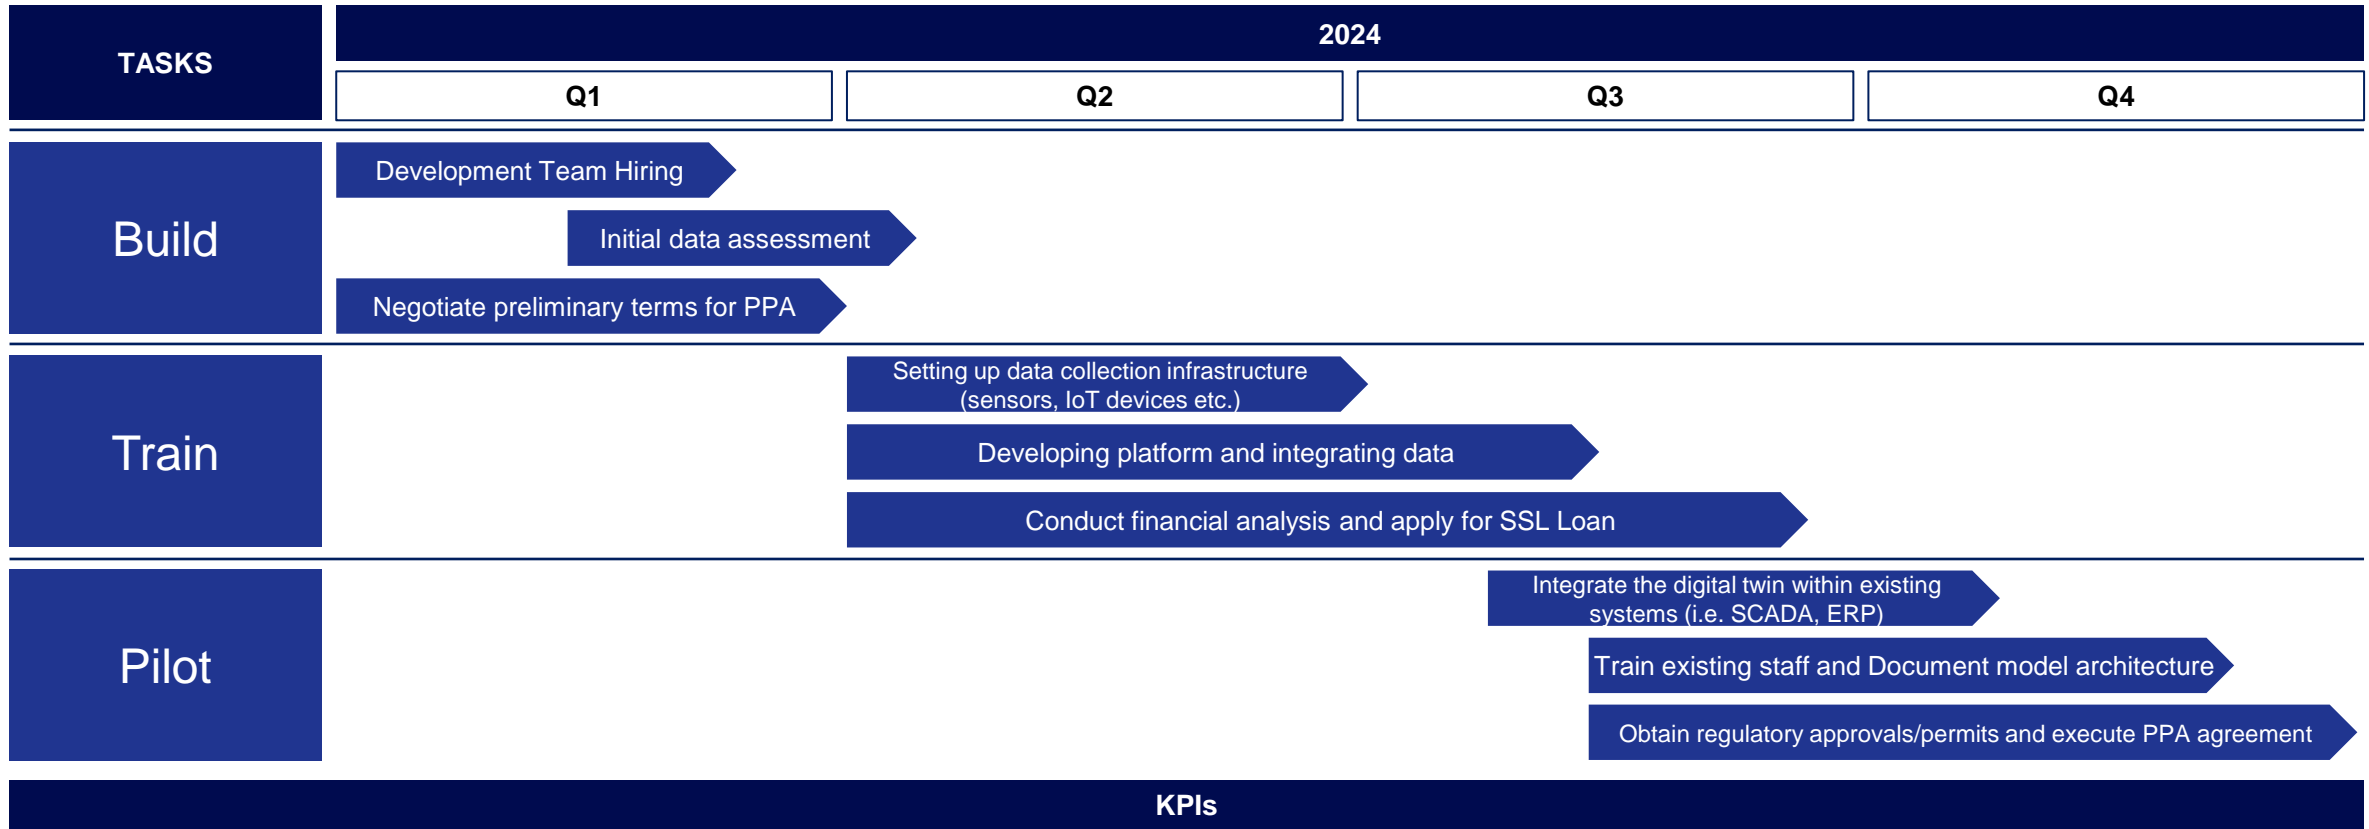 TASKS
2024
Q1
Q2
Q3
Q4
Build
Development Team Hiring
Initial data assessment
Negotiate preliminary terms for PPA
Train
Setting up data collection infrastructure
(sensors, IoT devices etc.)
Developing platform and integrating data
Conduct financial analysis and apply for SSL Loan
Pilot
Integrate the digital twin within existing
systems (i.e. SCADA, ERP)
Train existing staff and Document model architecture
Obtain regulatory approvals/permits and execute PPA agreement
KPIs